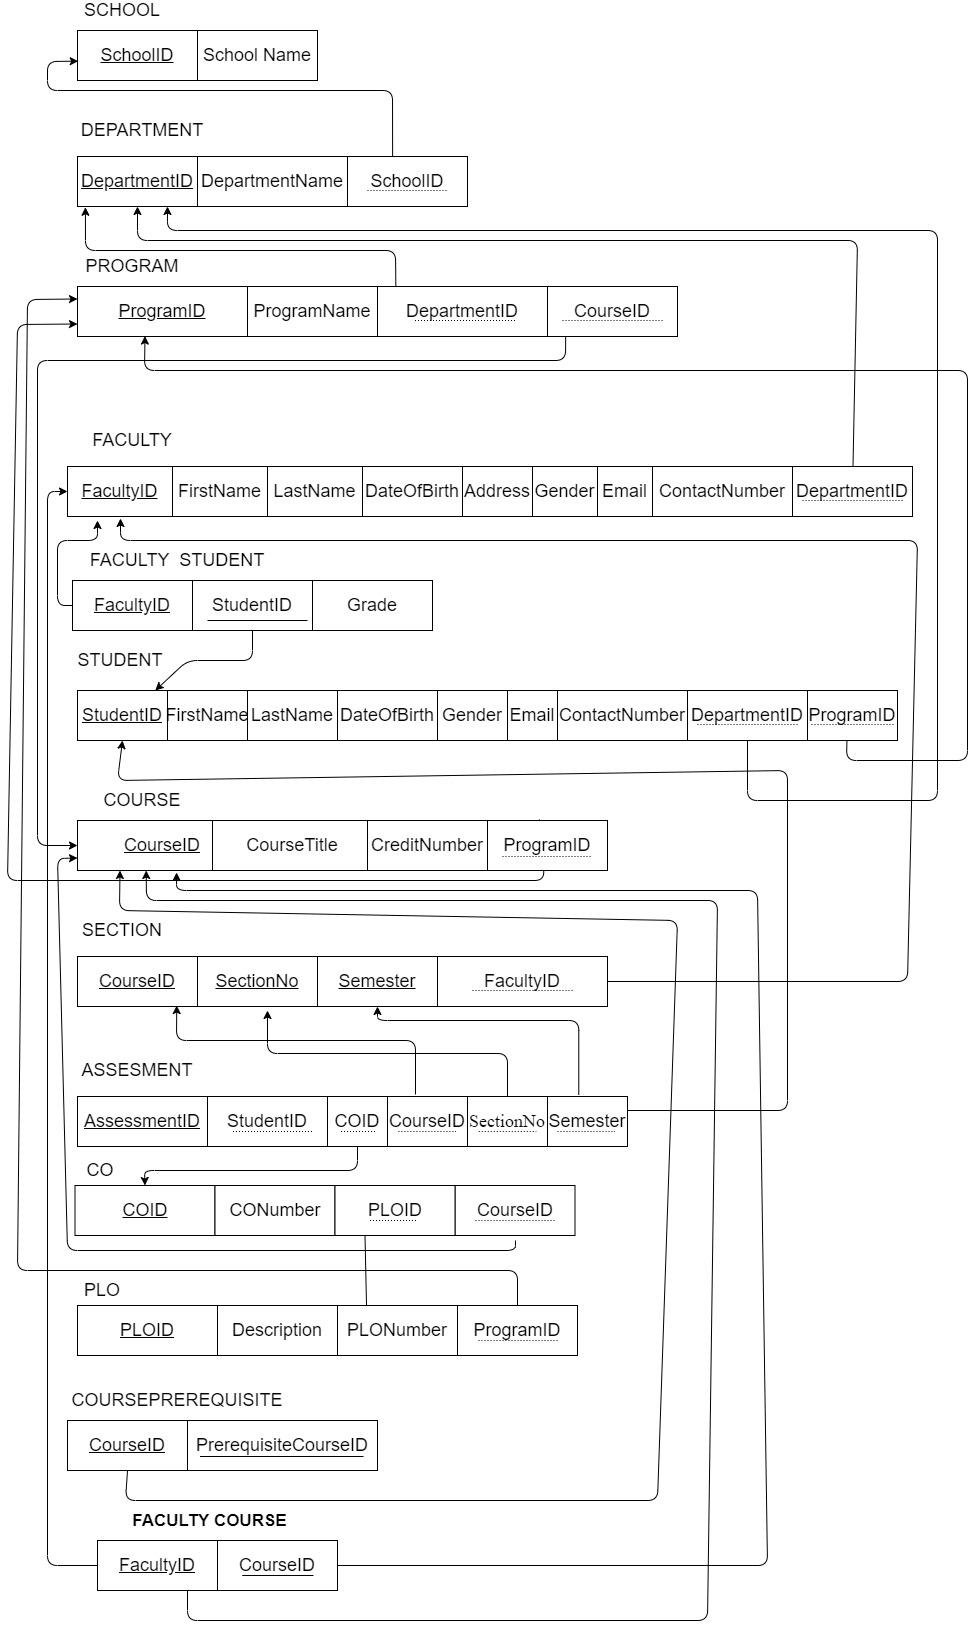 SCHOOL
SchoolID School Name
DEPARTMENT
DepartmentID DepartmentName SchoolID
PROGRAM
ProgramID ProgramName DepartmentID CourseID
FACULTY
FacultyID FirstName LastName DateOfBirth Address Gender Email ContactNumber DepartmentID
FACULTY STUDENT
FacultyID StudentID Grade
STUDENT
StudentID FirstName LastName DateOfBirth Gender Email ContactNumber DepartmentID ProgramID
COURSE
CourseID CourseTitle CreditNumber ProgramID
SECTION
CourseID SectionNo Semester FacultyID
ASSESMENT
AssessmentID StudentID COID CourseID SectionNo Semester
CO
COID CONumber PLOID CourseID
PLO
PLOID Description PLONumber ProgramID
COURSEPREREQUISITE
CourseID PrerequisiteCourseID
FACULTY COURSE
FacultyID CourseID